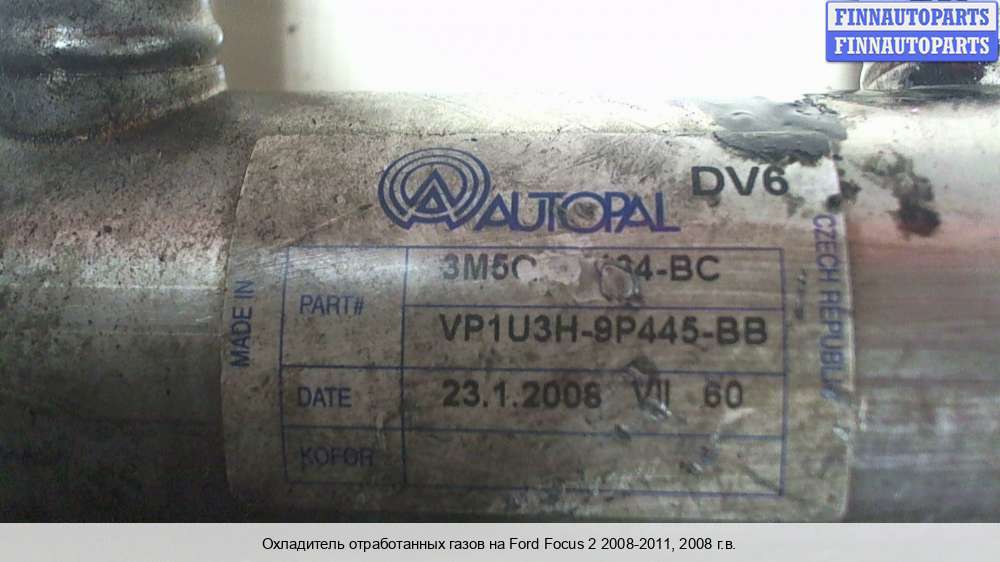 FINNAUTOPARTS
FINNAUTOPARTS
AUTOPAL DV6
MADE IN
CZECH REPUBLIC
PART#
VP1U3H-9P445-BB
DATE 23.1.2008 VII 60
KOFOR
Охладитель отработанных газов на Ford Focus 2 2008-2011, 2008 г.в.